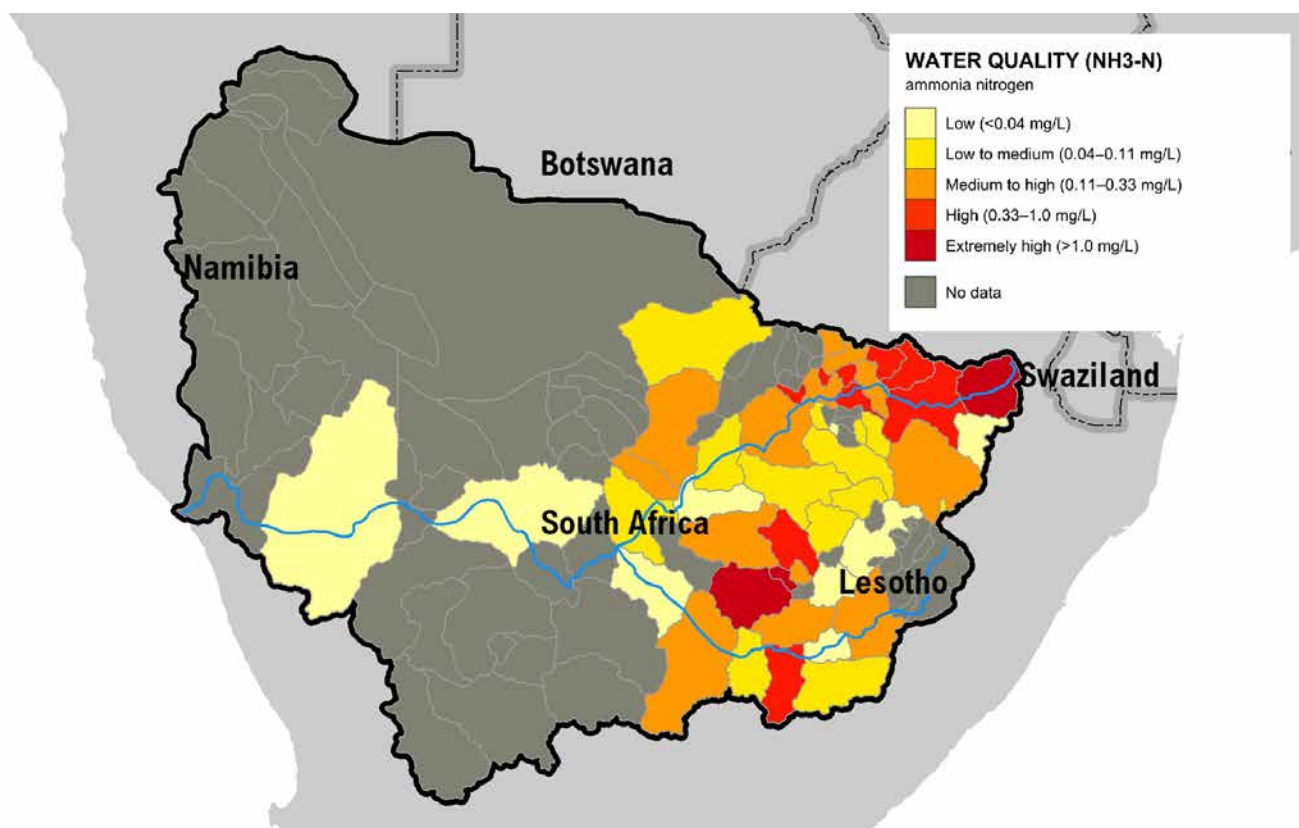 WATER QUALITY (NH3-N)
ammonia nitrogen
Low (<0.04 mg/L)
Low to medium (0.04–0.11 mg/L)
Medium to high (0.11–0.33 mg/L)
High (0.33–1.0 mg/L)
Extremely high (>1.0 mg/L)
No data
Botswana
Namibia
Swaziland
South Africa
Lesotho